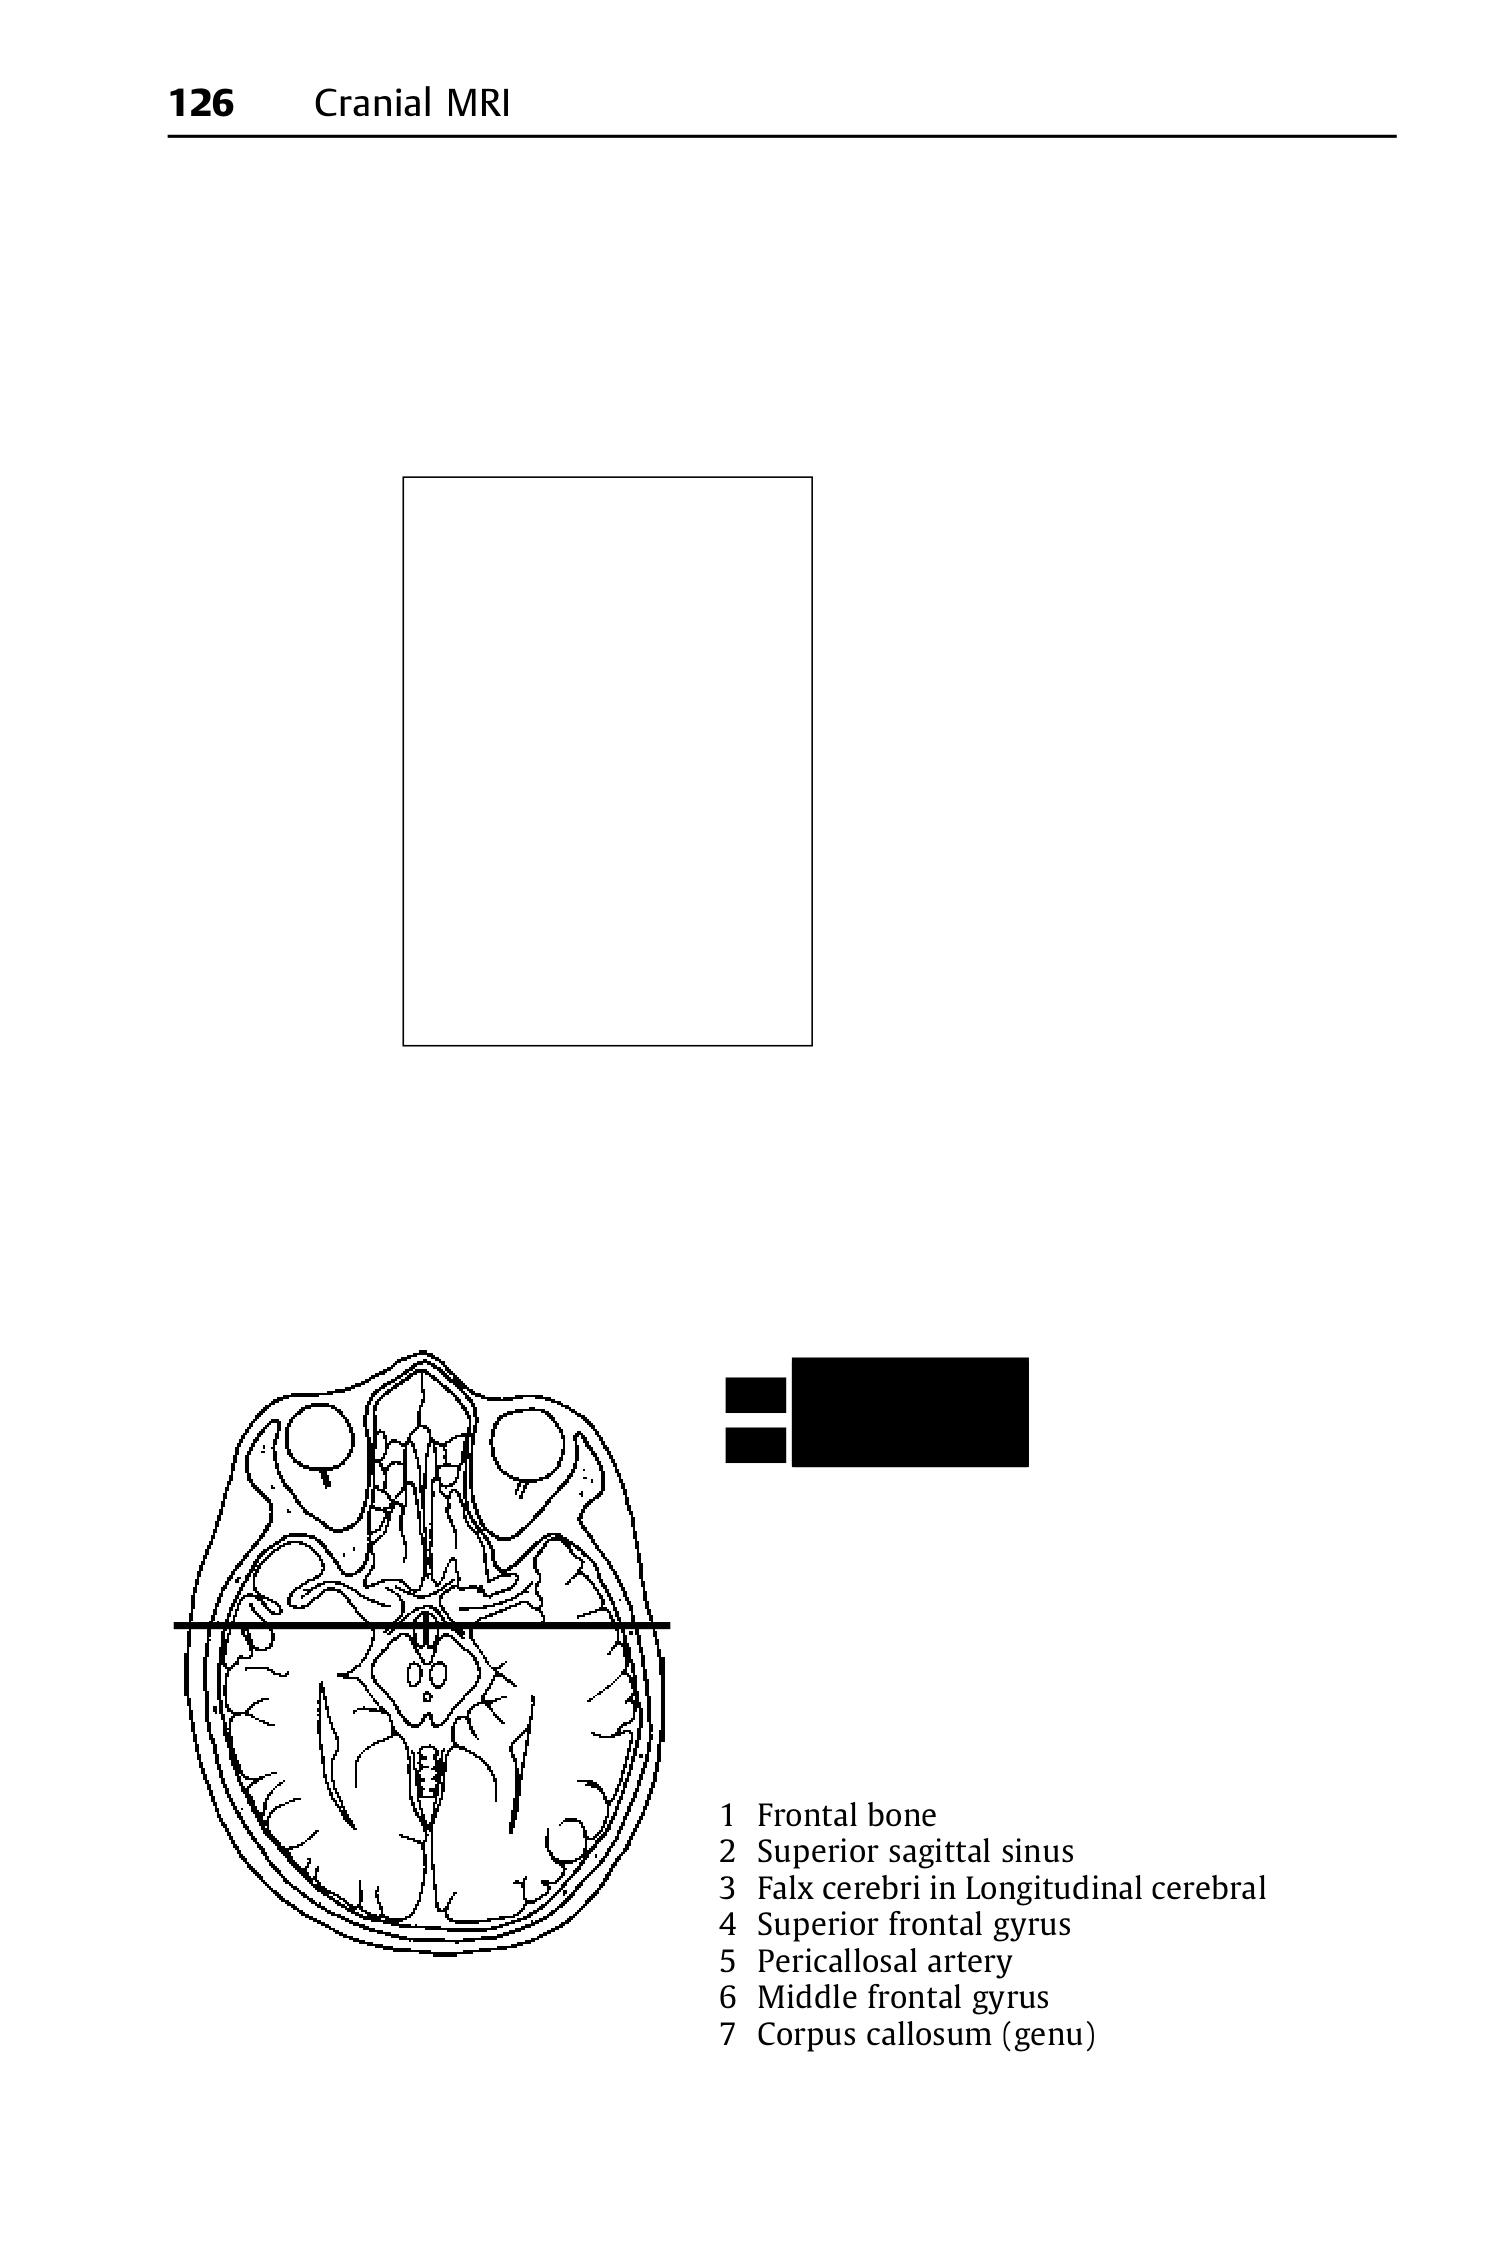 126 Cranial MRI
1 Frontal bone
2 Superior sagittal sinus
3 Falx cerebri in Longitudinal cerebral
4 Superior frontal gyrus
5 Pericallosal artery
6 Middle frontal gyrus
7 Corpus callosum (genu)